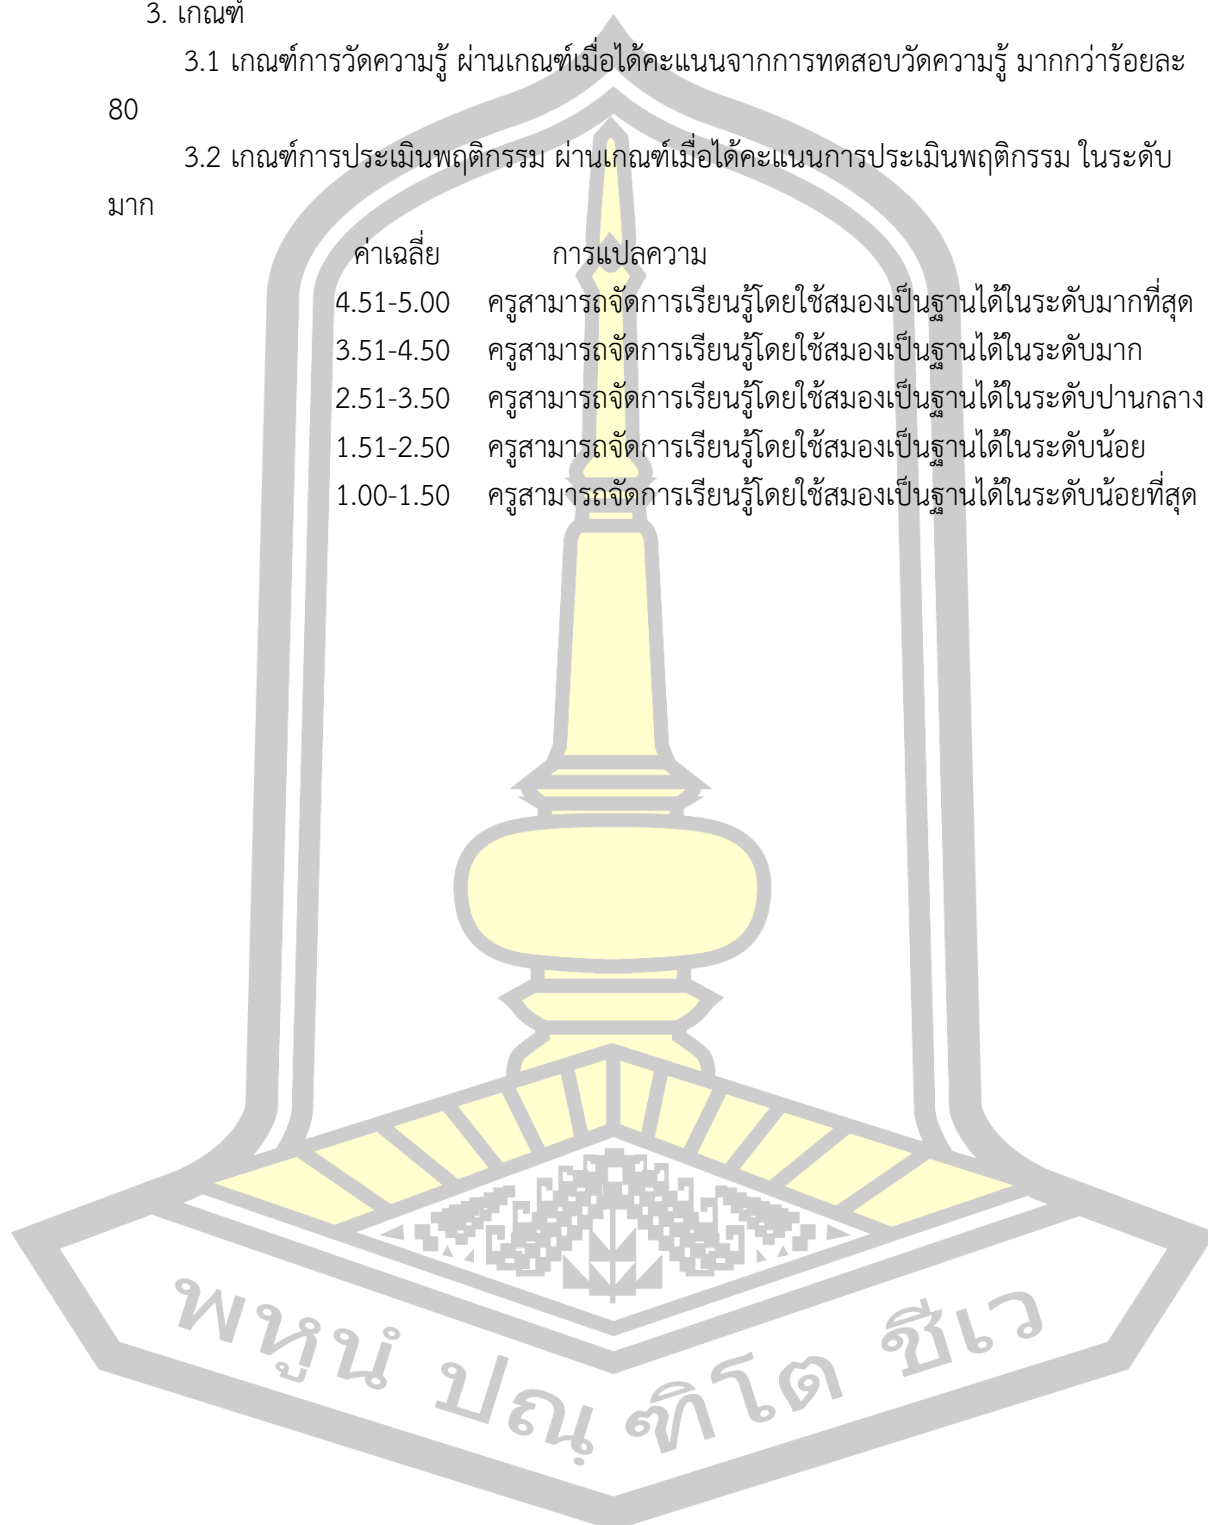 3. เกณฑ์
3.1 เกณฑ์การวัดความรู้ ผ่านเกณฑ์เมื่อได้คะแนนจากการทดสอบวัดความรู้ มากกว่าร้อยละ
80
3.2 เกณฑ์การประเมินพฤติกรรม ผ่านเกณฑ์เมื่อได้คะแนนการประเมินพฤติกรรม ในระดับ
มาก
ค่าเฉลี่ย การแปลความ
4.51-5.00 ครูสามารถจัดการเรียนรู้โดยใช้สมองเป็นฐานได้ในระดับมากที่สุด
3.51-4.50 ครูสามารถจัดการเรียนรู้โดยใช้สมองเป็นฐานได้ในระดับมาก
2.51-3.50 ครูสามารถจัดการเรียนรู้โดยใช้สมองเป็นฐานได้ในระดับปานกลาง
1.51-2.50 ครูสามารถจัดการเรียนรู้โดยใช้สมองเป็นฐานได้ในระดับน้อย
1.00-1.50 ครูสามารถจัดการเรียนรู้โดยใช้สมองเป็นฐานได้ในระดับน้อยที่สุด
พหูนํ ปณฺ ฑิโต ชีเว